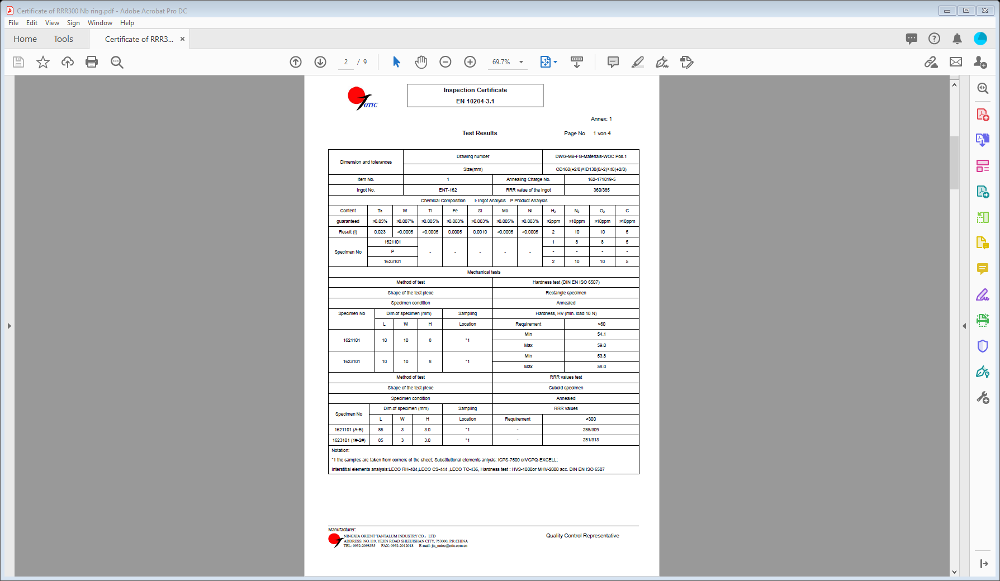 Certificate of RRR300 Nb ring.pdf - Adobe Acrobat Pro DC
File Edit View Sign Window Help
Home Tools Certificate of RRR3... ×
2 / 9 69.7%
OTIC
Inspection Certificate
EN 10204-3.1
Annex: 1
Test Results Page No 1 von 4
Dimension and tolerances Drawing number DWG-MB-FG-Materials-WOC Pos.1
Size(mm) OD160(+2/0)XID130(0/-2)X40(+2/0)
Item No. 1 Annealing Charge No. 162-171019-5
Ingot No. ENT-162 RRR value of the ingot 360/385
Chemical Composition I: Ingot Analysis P Product Analysis
Content Ta W Ti Fe Si Mo Ni H₂ N₂ O₂ C
guaranteed ≤0.05% ≤0.007% ≤0.005% ≤0.003% ≤0.003% ≤0.005% ≤0.003% ≤2ppm ≤10ppm ≤10ppm ≤10ppm
Result (I) 0.023 <0.0005 <0.0005 0.0005 0.0010 <0.0005 <0.0005 2 10 10 5
1621101 1 8 8 5
Specimen No P - - - - - - - - -
1623101 2 10 10 5
Mechanical tests
Method of test Hardness test (DIN EN ISO 6507)
Shape of the test piece Rectangle specimen
Specimen condition Annealed
Specimen No Dim.of specimen (mm) Sampling Hardness, HV (min. load 10 N)
L W H Location Requirement ≤60
1621101 10 10 8 *1 Min 54.1
Max 59.0
1623101 10 10 8 *1 Min 53.8
Max 58.0
Method of test RRR values test
Shape of the test piece Cuboid specimen
Specimen condition Annealed
Specimen No Dim.of specimen (mm) Sampling RRR values
L W H Location Requirement ≥300
1621101 (A-B) 85 3 3.0 *1 - 288/309
1623101 (1#-2#) 85 3 3.0 *1 - 281/313
Notation:
*1 the samples are taken from corners of the sheet; Substitutional elements anlysis: ICPS-7500 orVGPQ-EXCELL;
Interstitial elements analysis:LECO RH-404,LECO CS-444 ,LECO TC-436, Hardness test : HVS-1000or MHV-2000 acc. DIN EN ISO 6507
Manufacturer:
NINGXIA ORIENT TANTALUM INDUSTRY CO., LTD
ADDRESS: NO.119, YEJIN ROAD SHIZUISHAN CITY, 753000, P.R.CHINA
TEL: 0952-2098535 FAX: 0952-2012018 E-mail: jts_nniec@otic.com.cn
Quality Control Representative